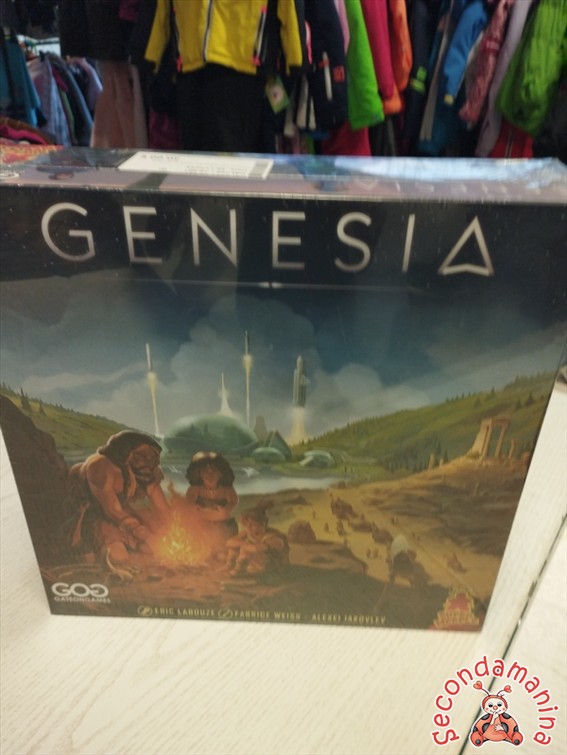 GENESIA
GOG
GATEONGAMES
ERIC LABOUZE FABRICE WEISS - ALEXEI IAKOVLEV
Secondamanina